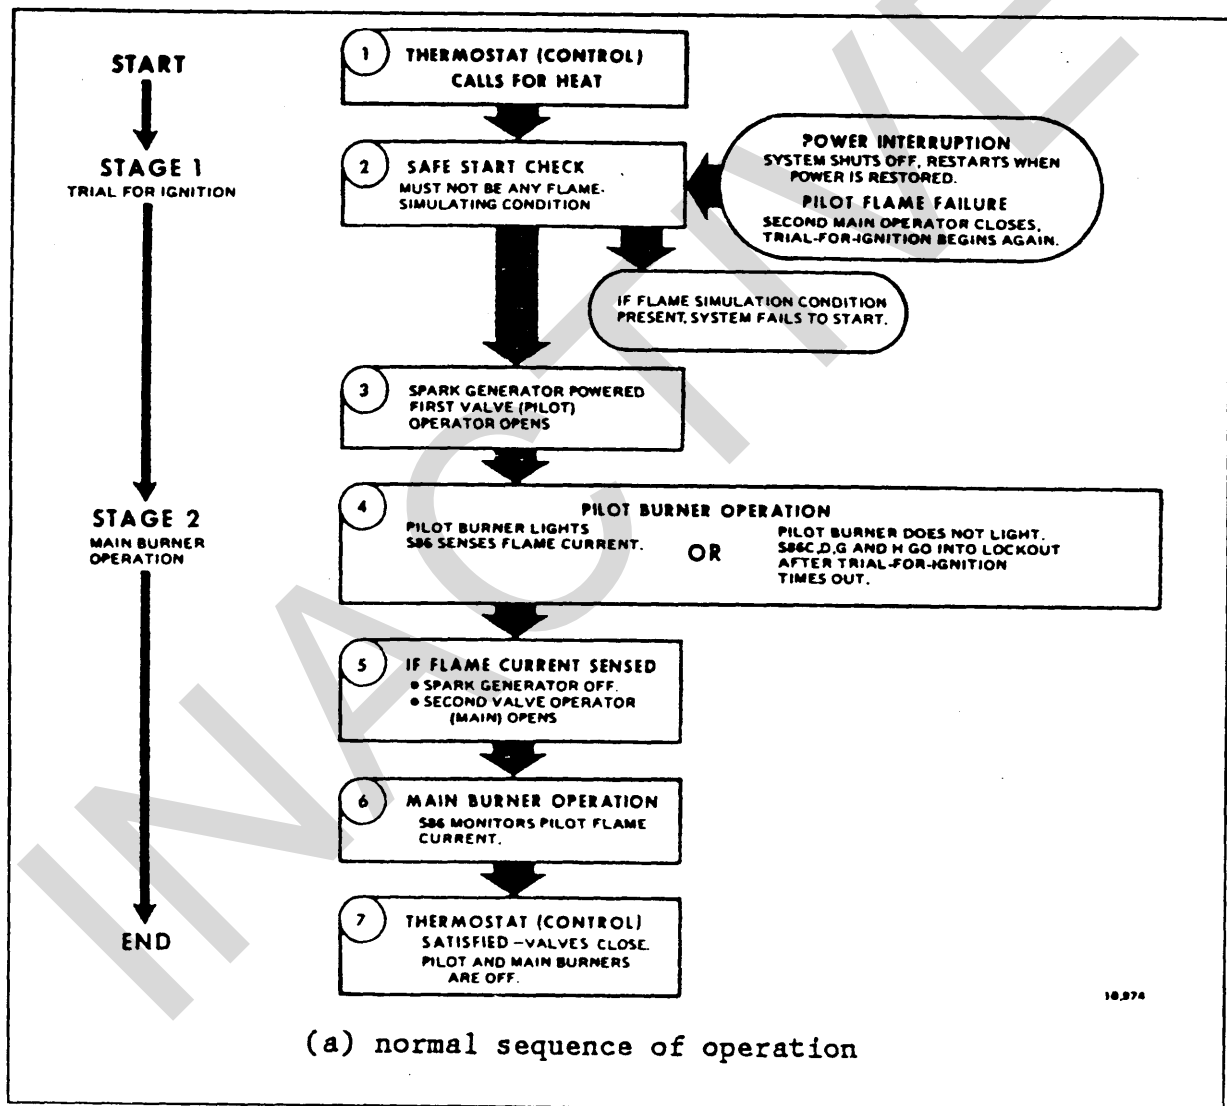 START
STAGE 1
TRIAL FOR IGNITION
STAGE 2
MAIN BURNER
OPERATION
END
1
THERMOSTAT (CONTROL)
CALLS FOR HEAT
2
SAFE START CHECK
MUST NOT BE ANY FLAME-
SIMULATING CONDITION
POWER INTERRUPTION
SYSTEM SHUTS OFF, RESTARTS WHEN
POWER IS RESTORED.
PILOT FLAME FAILURE
SECOND MAIN OPERATOR CLOSES,
TRIAL-FOR-IGNITION BEGINS AGAIN.
IF FLAME SIMULATION CONDITION
PRESENT, SYSTEM FAILS TO START.
3
SPARK GENERATOR POWERED
FIRST VALVE (PILOT)
OPERATOR OPENS
4
PILOT BURNER OPERATION
PILOT BURNER LIGHTS
S86 SENSES FLAME CURRENT.
OR
PILOT BURNER DOES NOT LIGHT.
S86C,D,G AND H GO INTO LOCKOUT
AFTER TRIAL-FOR-IGNITION
TIMES OUT.
5
IF FLAME CURRENT SENSED
• SPARK GENERATOR OFF.
• SECOND VALVE OPERATOR
(MAIN) OPENS
6
MAIN BURNER OPERATION
S86 MONITORS PILOT FLAME
CURRENT.
7
THERMOSTAT (CONTROL)
SATISFIED – VALVES CLOSE.
PILOT AND MAIN BURNERS
ARE OFF.
10,974
(a) normal sequence of operation
INACTIVE